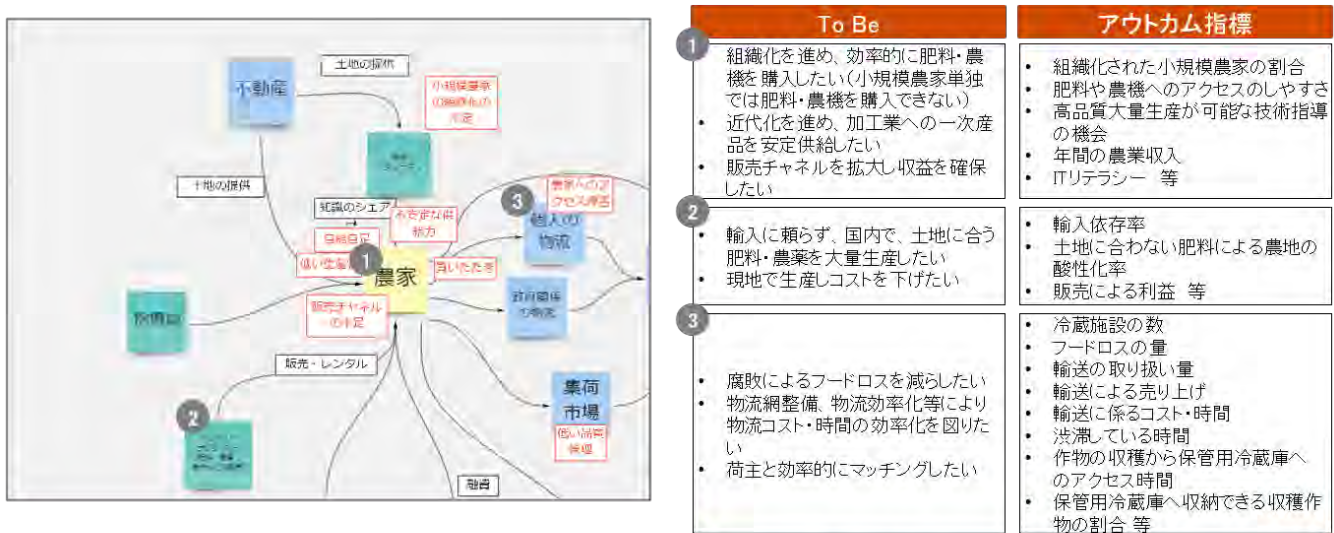 土地の提供
不動産
小規模農家
の組織化の
不足
土地の提供
知識のシェア
不安定な供
給力
農家へのア
クセス障害
3
個人の
物流
自給自足
低い生産
1
農家
買いたたき
政府関係
の物流
販売チャネル
の不足
販売・レンタル
2
集荷
市場
低い品質
管理
融資
To Be
1
組織化を進め、効率的に肥料・農
機を購入したい（小規模農家単独
では肥料・農機を購入できない）
• 近代化を進め、加工業への一次産
品を安定供給したい
• 販売チャネルを拡大し収益を確保
したい
2
• 輸入に頼らず、国内で、土地に合う
肥料・農薬を大量生産したい
• 現地で生産しコストを下げたい
3
• 腐敗によるフードロスを減らしたい
• 物流網整備、物流効率化等により
物流コスト・時間の効率化を図りた
い
• 荷主と効率的にマッチングしたい
アウトカム指標
• 組織化された小規模農家の割合
• 肥料や農機へのアクセスのしやすさ
• 高品質大量生産が可能な技術指導
の機会
• 年間の農業収入
• ITリテラシー 等
• 輸入依存率
• 土地に合わない肥料による農地の
酸性化率
• 販売による利益 等
• 冷蔵施設の数
• フードロスの量
• 輸送の取り扱い量
• 輸送による売り上げ
• 輸送に係るコスト・時間
• 渋滞している時間
• 作物の収穫から保管用冷蔵庫へ
のアクセス時間
• 保管用冷蔵庫へ収納できる収穫作
物の割合 等